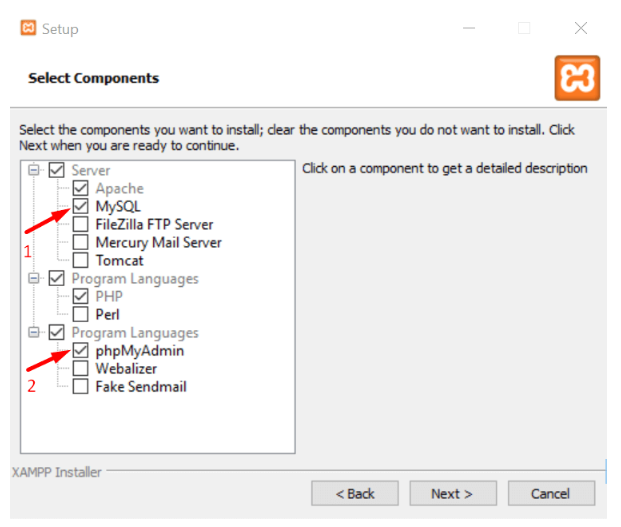 Setup
Select Components
Select the components you want to install; clear the components you do not want to install. Click
Next when you are ready to continue.
Server
Click on a component to get a detailed description
Apache
MySQL
FileZilla FTP Server
Mercury Mail Server
1
Tomcat
Program Languages
PHP
Perl
Program Languages
phpMyAdmin
Webalizer
2
Fake Sendmail
XAMPP Installer
< Back
Next >
Cancel